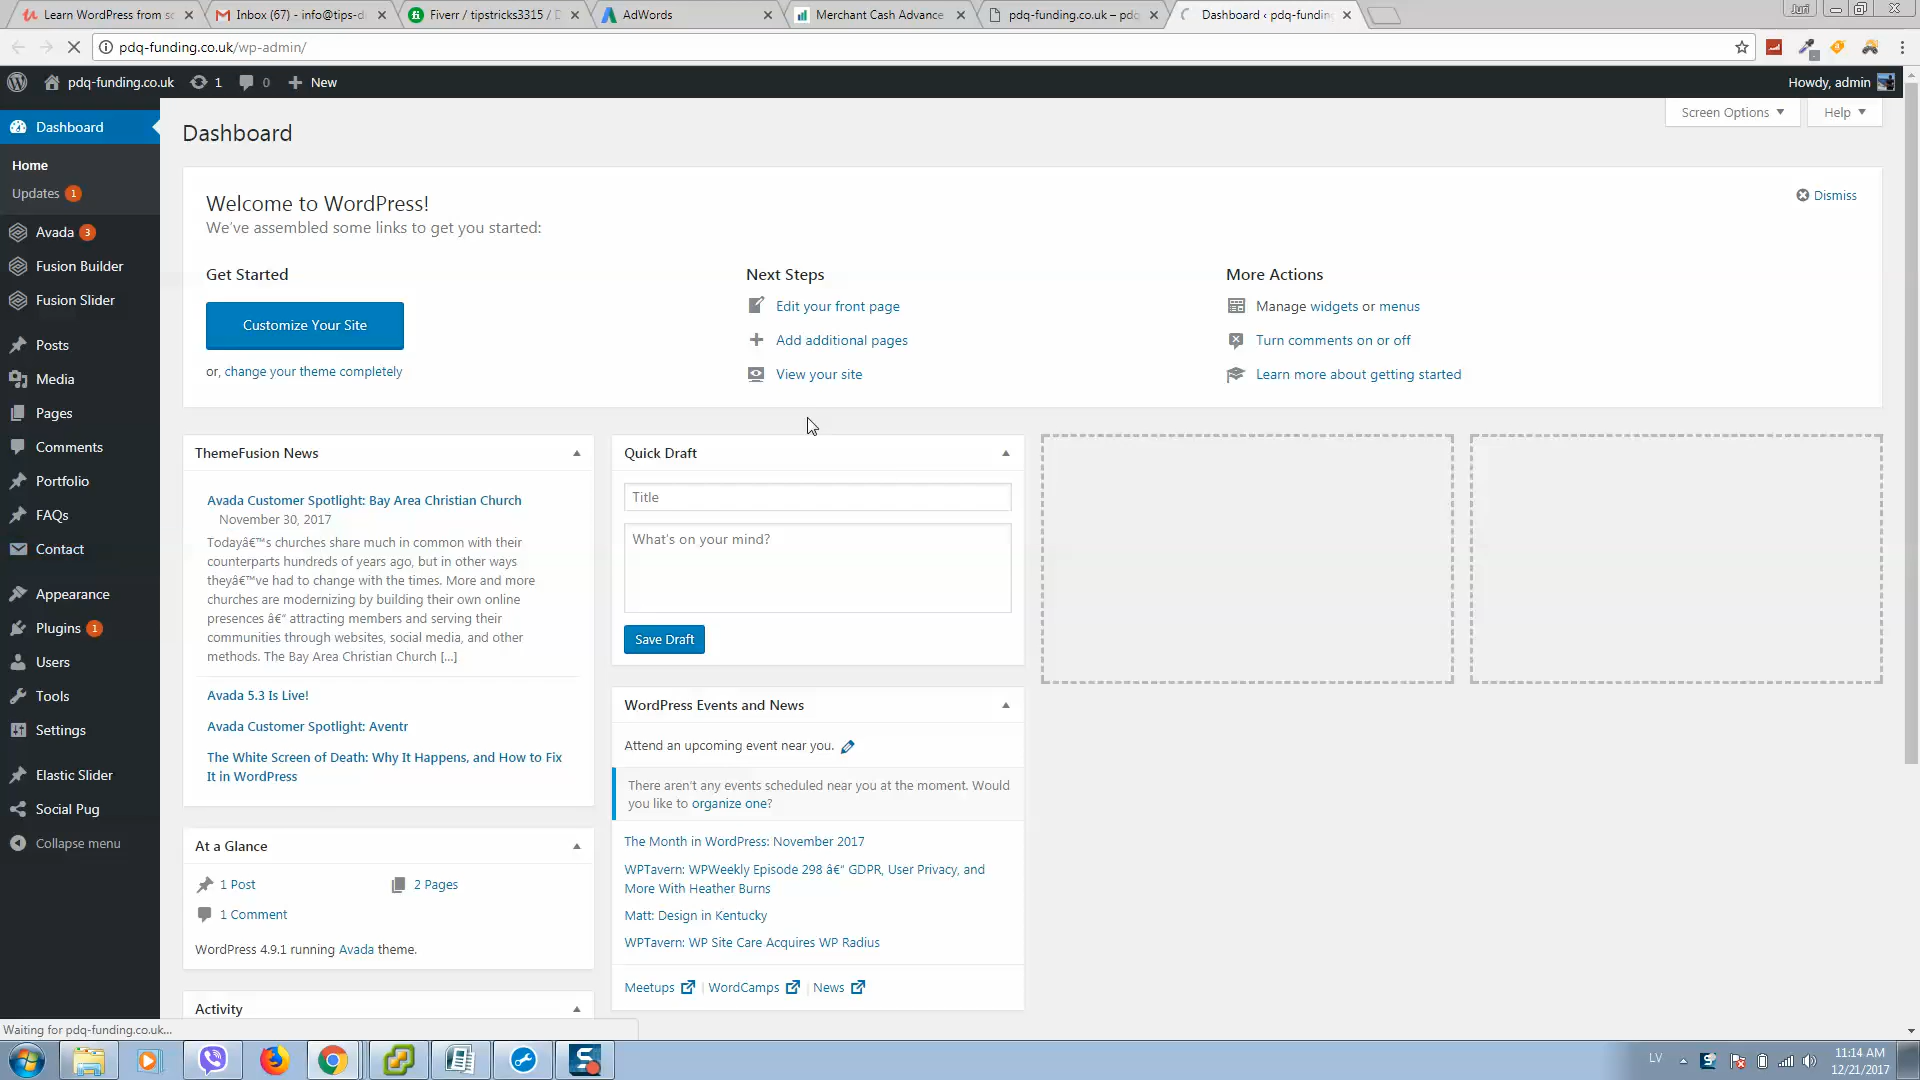 Learn WordPress from sc
Inbox (67) - info@tips-d
Fiverr / tipstricks3315 / D
AdWords
Merchant Cash Advance
pdq-funding.co.uk – pdq
Dashboard ‹ pdq-funding
Juri
pdq-funding.co.uk/wp-admin/
pdq-funding.co.uk
1
0
New
Howdy, admin
Dashboard
Home
Updates 1
Avada 3
Fusion Builder
Fusion Slider
Posts
Media
Pages
Comments
Portfolio
FAQs
Contact
Appearance
Plugins 1
Users
Tools
Settings
Elastic Slider
Social Pug
Collapse menu
Dashboard
Screen Options
Help
Welcome to WordPress!
We've assembled some links to get you started:
Dismiss
Get Started
Customize Your Site
or, change your theme completely
Next Steps
Edit your front page
Add additional pages
View your site
More Actions
Manage widgets or menus
Turn comments on or off
Learn more about getting started
ThemeFusion News
Avada Customer Spotlight: Bay Area Christian Church
November 30, 2017
Todayâ€™s churches share much in common with their
counterparts hundreds of years ago, but in other ways
theyâ€™ve had to change with the times. More and more
churches are modernizing by building their own online
presences â€“ attracting members and serving their
communities through websites, social media, and other
methods. The Bay Area Christian Church [...]
Avada 5.3 Is Live!
Avada Customer Spotlight: Aventr
The White Screen of Death: Why It Happens, and How to Fix
It in WordPress
At a Glance
1 Post
2 Pages
1 Comment
WordPress 4.9.1 running Avada theme.
Activity
Quick Draft
Title
What's on your mind?
Save Draft
WordPress Events and News
Attend an upcoming event near you.
There aren't any events scheduled near you at the moment. Would
you like to organize one?
The Month in WordPress: November 2017
WPTavern: WPWeekly Episode 298 â€“ GDPR, User Privacy, and
More With Heather Burns
Matt: Design in Kentucky
WPTavern: WP Site Care Acquires WP Radius
Meetups | WordCamps | News
Waiting for pdq-funding.co.uk...
LV
11:14 AM
12/21/2017